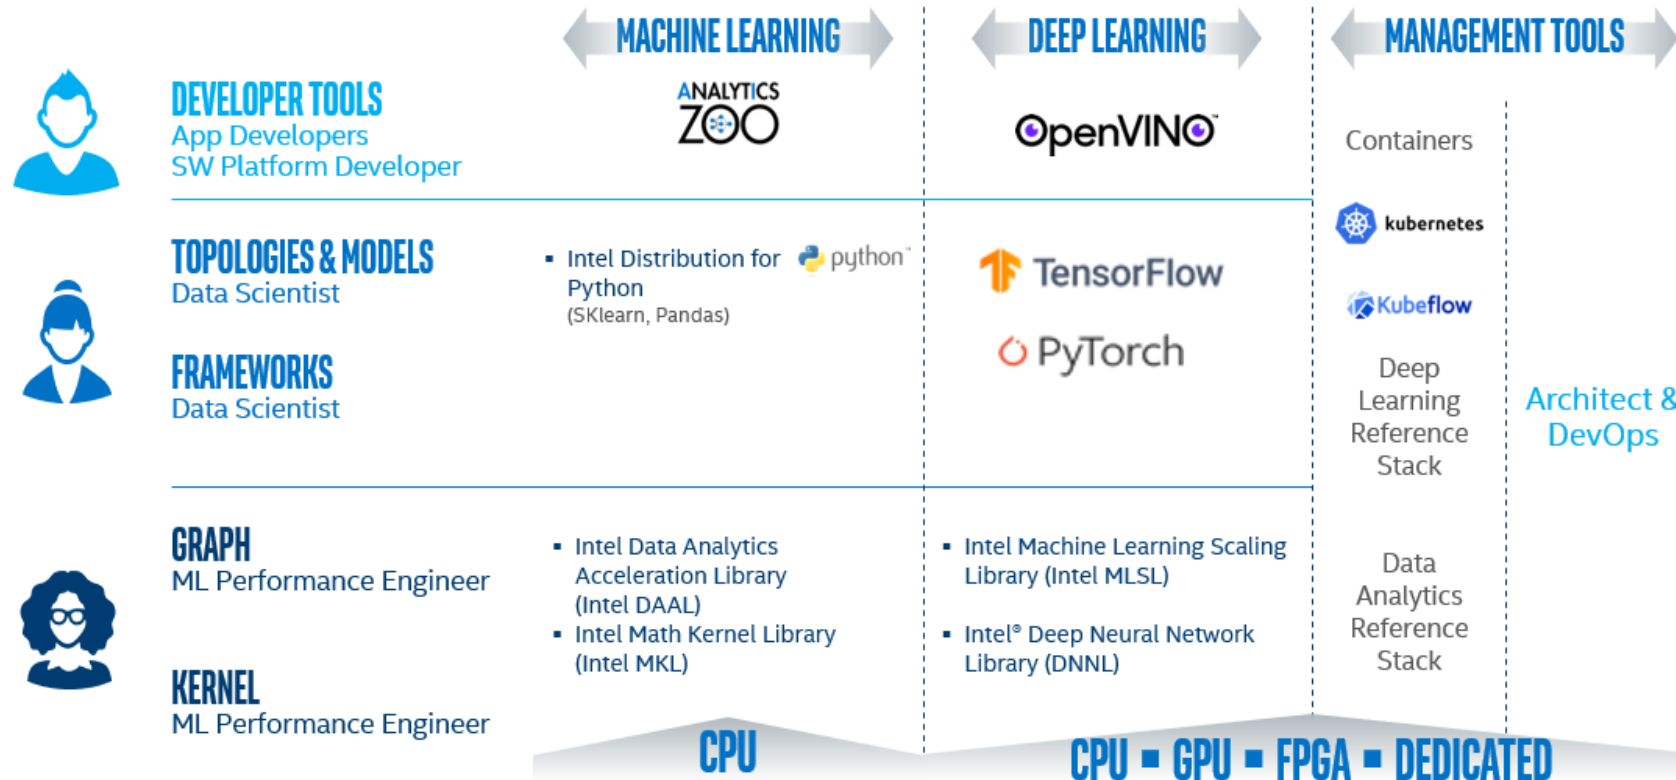 MACHINE LEARNING
DEEP LEARNING
MANAGEMENT TOOLS
DEVELOPER TOOLS
App Developers
SW Platform Developer
ANALYTICS
ZOO
OpenVINO™
Containers
kubernetes
TOPOLOGIES & MODELS
Data Scientist
▪ Intel Distribution for
Python
(SKlearn, Pandas)
python™
TensorFlow
PyTorch
Kubeflow
FRAMEWORKS
Data Scientist
Deep
Learning
Reference
Stack
Architect &
DevOps
GRAPH
ML Performance Engineer
▪ Intel Data Analytics
Acceleration Library
(Intel DAAL)
▪ Intel Math Kernel Library
(Intel MKL)
▪ Intel Machine Learning Scaling
Library (Intel MLSL)
▪ Intel® Deep Neural Network
Library (DNNL)
Data
Analytics
Reference
Stack
KERNEL
ML Performance Engineer
CPU
CPU ▪ GPU ▪ FPGA ▪ DEDICATED